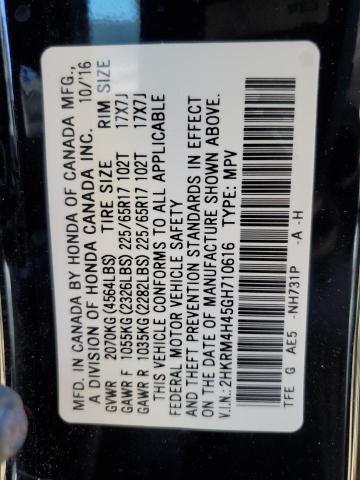 MFD. IN CANADA BY HONDA OF CANADA MFG.,
A DIVISION OF HONDA CANADA INC. 10/'16
GVWR 2070KG(4564LBS) TIRE SIZE RIM SIZE
GAWR F 1055KG(2326LBS) 225/65R17 102T 17X7J
GAWR R 1035KG(2282LBS) 225/65R17 102T 17X7J
THIS VEHICLE CONFORMS TO ALL APPLICABLE
FEDERAL MOTOR VEHICLE SAFETY
AND THEFT PREVENTION STANDARDS IN EFFECT
ON THE DATE OF MANUFACTURE SHOWN ABOVE.
V.I.N.: 2HKRM4H45GH710616 TYPE: MPV
TFE G AE5 -NH731P -A -H